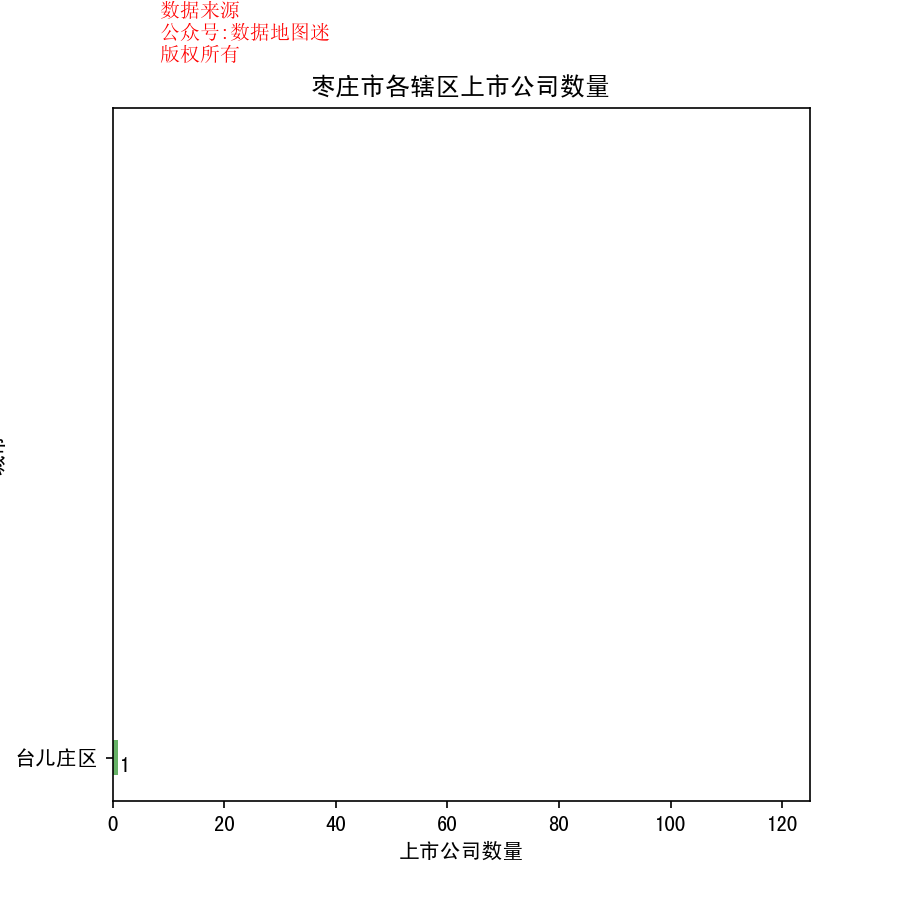 数据来源
公众号:数据地图迷
版权所有
枣庄市各辖区上市公司数量
台儿庄区
1
0 20 40 60 80 100 120
上市公司数量